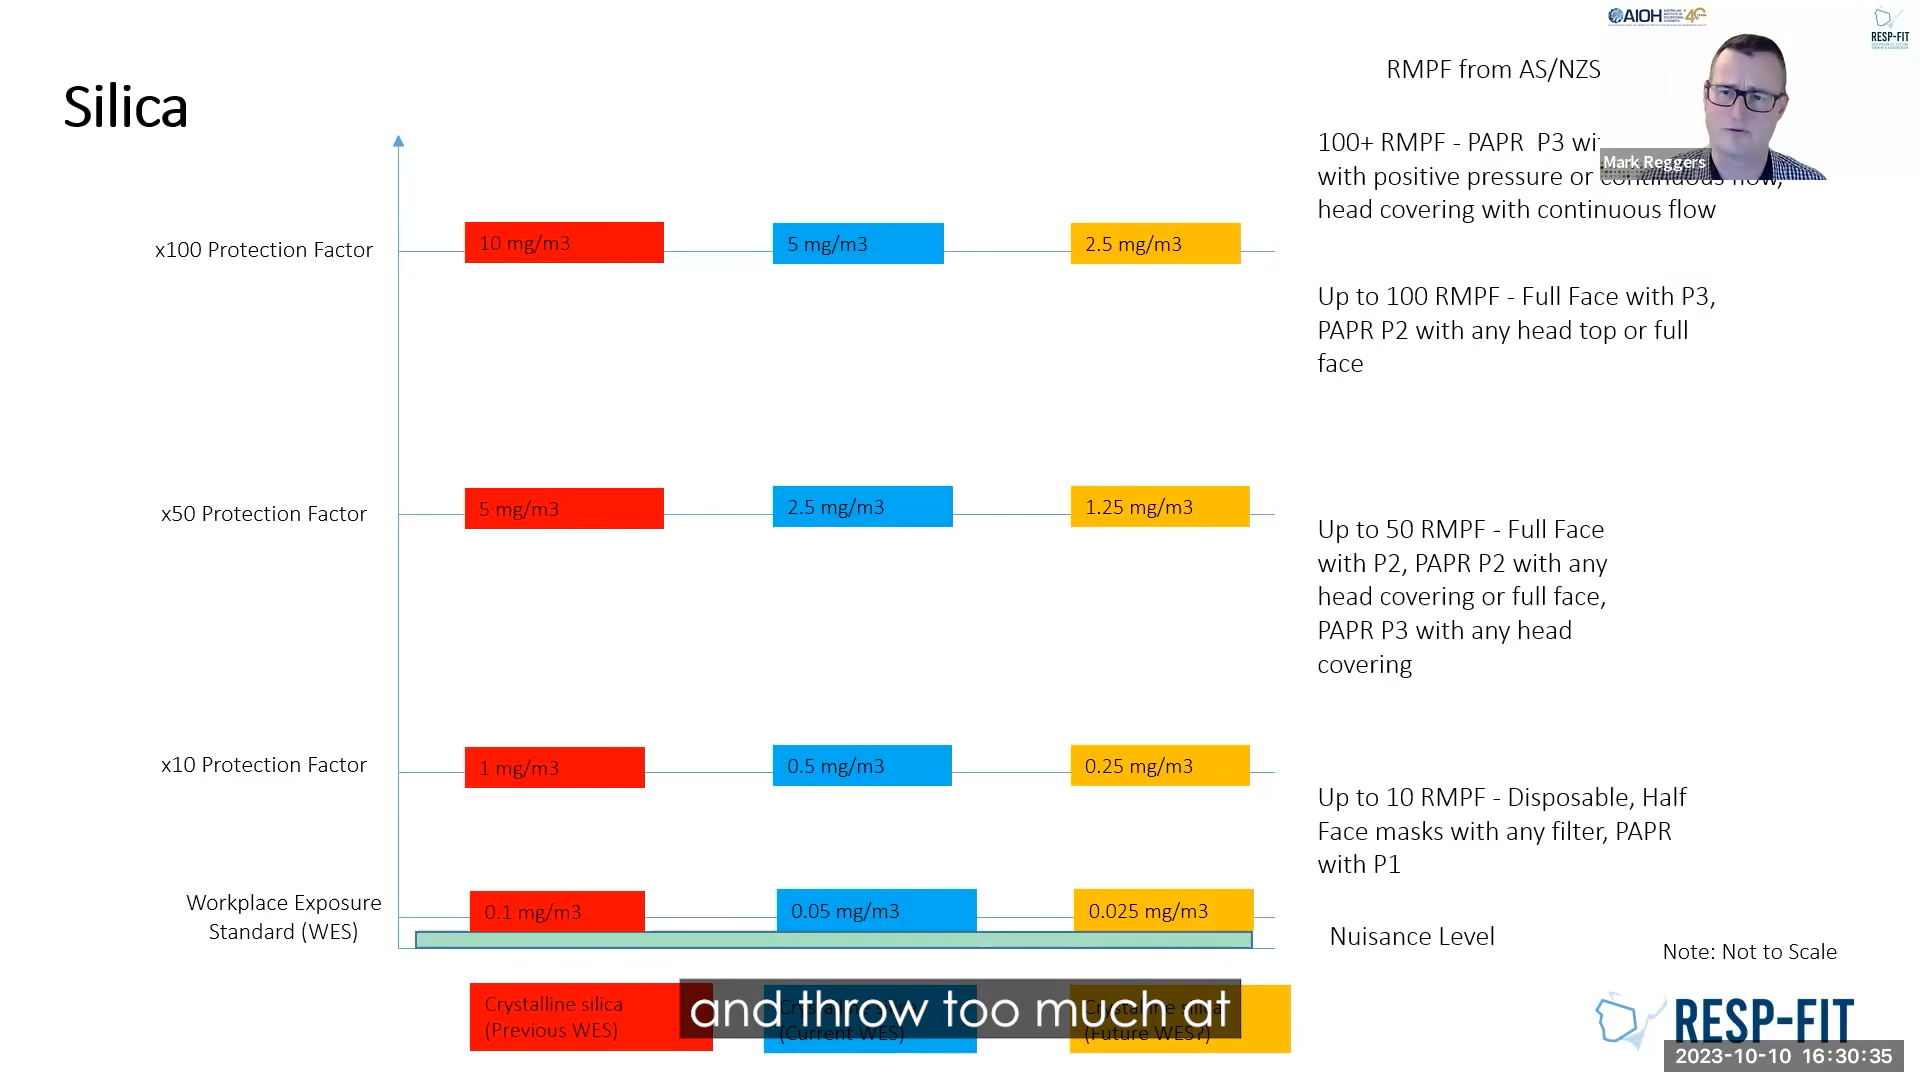 AIOH
40
RESP-FIT
RMPF from AS/NZS
Silica
100+ RMPF - PAPR P3
with positive pressure or continuous flow,
head covering with continuous flow
Mark Reggers
x100 Protection Factor
10 mg/m3
5 mg/m3
2.5 mg/m3
Up to 100 RMPF - Full Face with P3,
PAPR P2 with any head top or full
face
x50 Protection Factor
5 mg/m3
2.5 mg/m3
1.25 mg/m3
Up to 50 RMPF - Full Face
with P2, PAPR P2 with any
head covering or full face,
PAPR P3 with any head
covering
x10 Protection Factor
1 mg/m3
0.5 mg/m3
0.25 mg/m3
Up to 10 RMPF - Disposable, Half
Face masks with any filter, PAPR
with P1
Workplace Exposure
Standard (WES)
0.1 mg/m3
0.05 mg/m3
0.025 mg/m3
Nuisance Level
Note: Not to Scale
Crystalline silica
(Previous WES)
Crystalline silica
(Current WES)
Crystalline silica
(Future WES?)
and throw too much at
RESP-FIT
2023-10-10 16:30:35